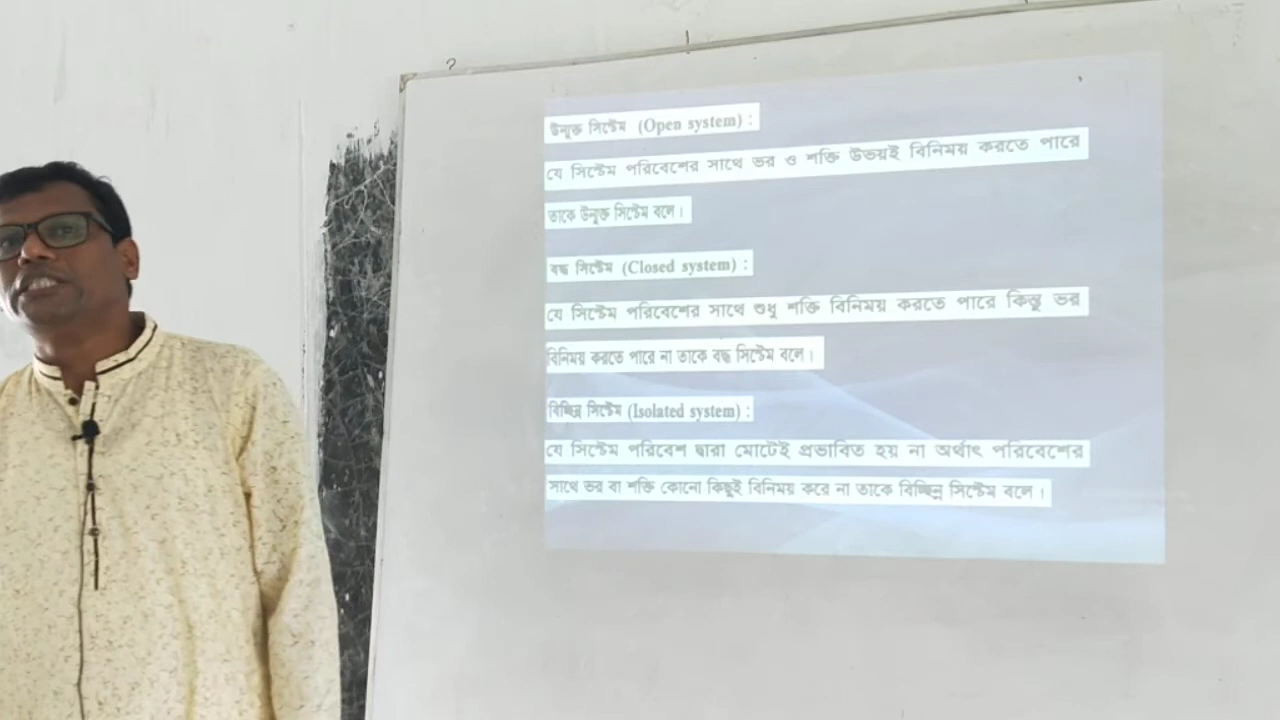 উন্মুক্ত সিস্টেম (Open system) :
যে সিস্টেম পরিবেশের সাথে ভর ও শক্তি উভয়ই বিনিময় করতে পারে
তাকে উন্মুক্ত সিস্টেম বলে।
বদ্ধ সিস্টেম (Closed system) :
যে সিস্টেম পরিবেশের সাথে শুধু শক্তি বিনিময় করতে পারে কিন্তু ভর
বিনিময় করতে পারে না তাকে বদ্ধ সিস্টেম বলে।
বিচ্ছিন্ন সিস্টেম (Isolated system) :
যে সিস্টেম পরিবেশ দ্বারা মোটেই প্রভাবিত হয় না অর্থাৎ পরিবেশের
সাথে ভর বা শক্তি কোনো কিছুই বিনিময় করে না তাকে বিচ্ছিন্ন সিস্টেম বলে।